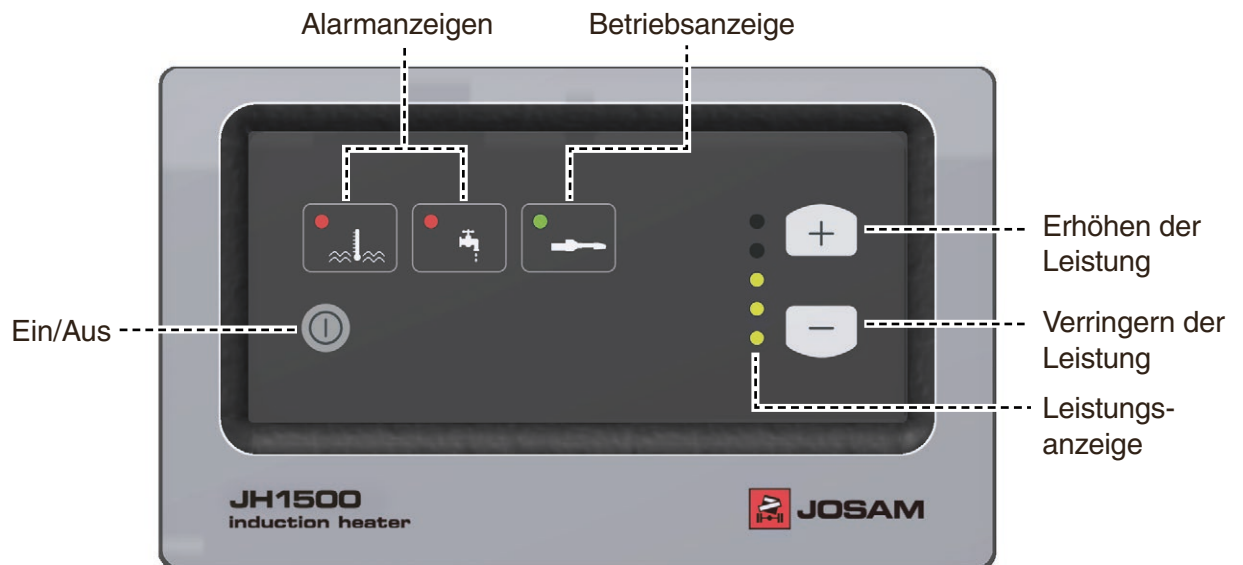 Alarmanzeigen
Betriebsanzeige
Erhöhen der
Leistung
Ein/Aus
Verringern der
Leistung
Leistungs-
anzeige
JH1500
induction heater
JOSAM